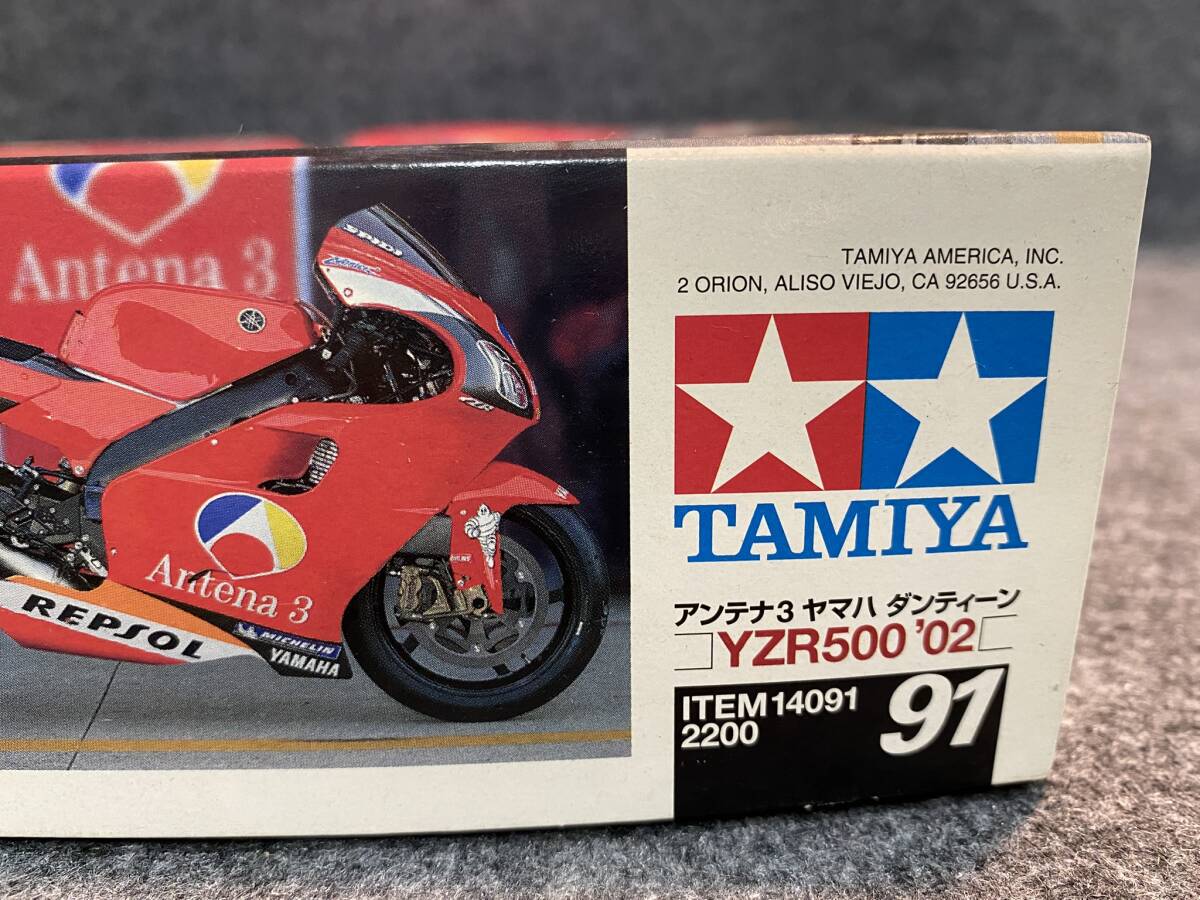 Antena 3
SPIDI
REPSOL
Antena 3
MICHELIN
YAMAHA
TAMIYA AMERICA, INC.
2 ORION, ALISO VIEJO, CA 92656 U.S.A.
TAMIYA
アンテナ3 ヤマハ ダンティーン
YZR500 '02
ITEM 14091
2200
91